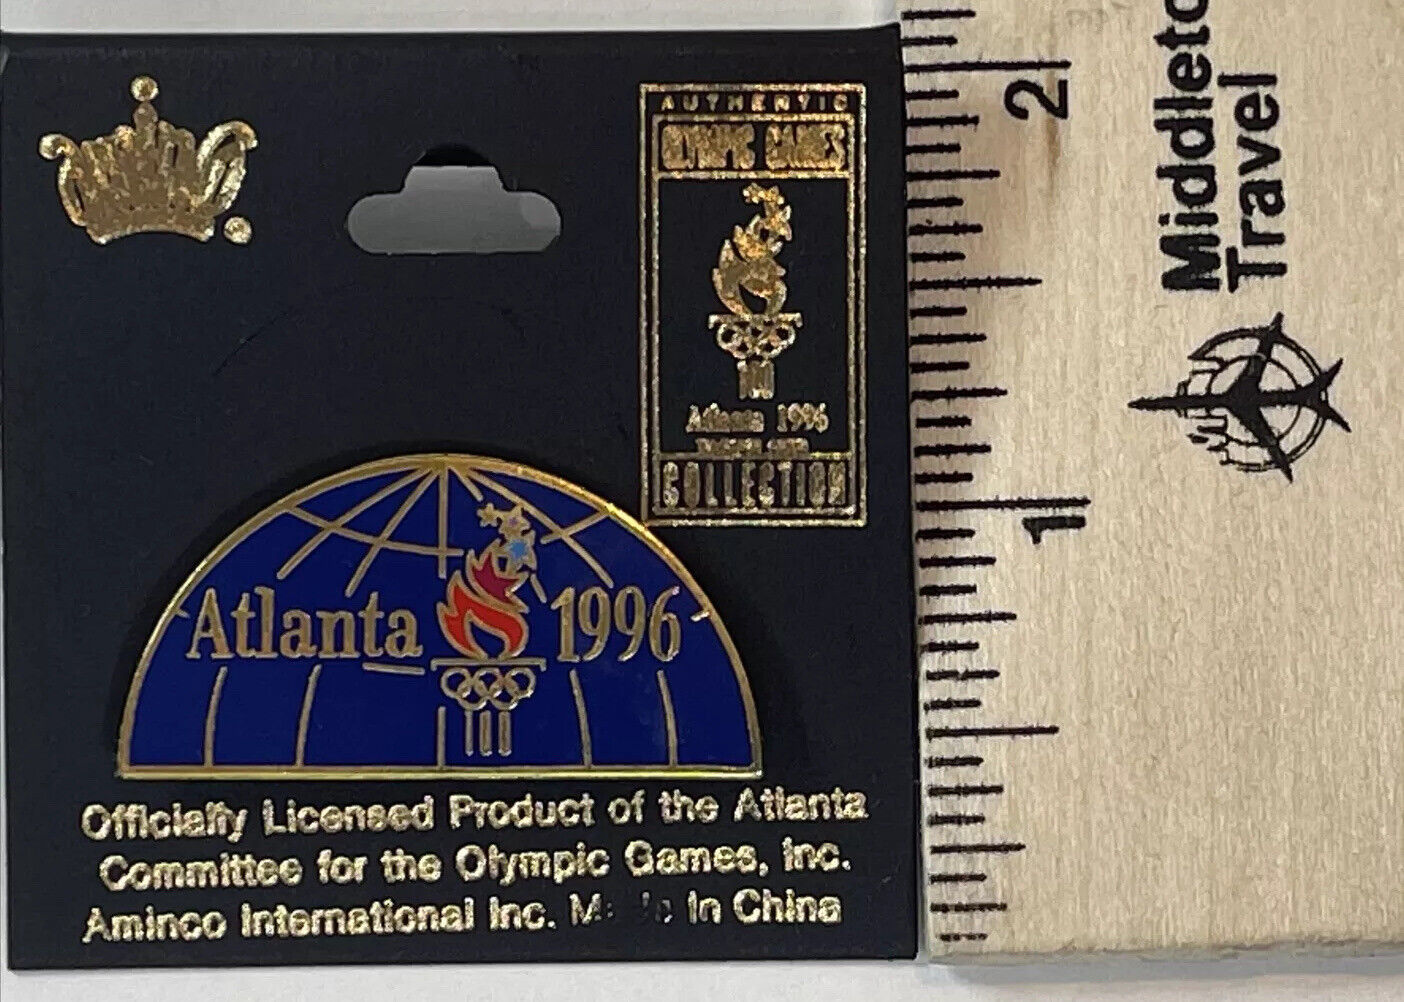 AUTHENTIC
OLYMPIC GAMES
Atlanta 1996
COLLECTION
Atlanta 1996
Officially Licensed Product of the Atlanta
Committee for the Olympic Games, Inc.
Aminco International Inc. Made In China
2
1
Travel